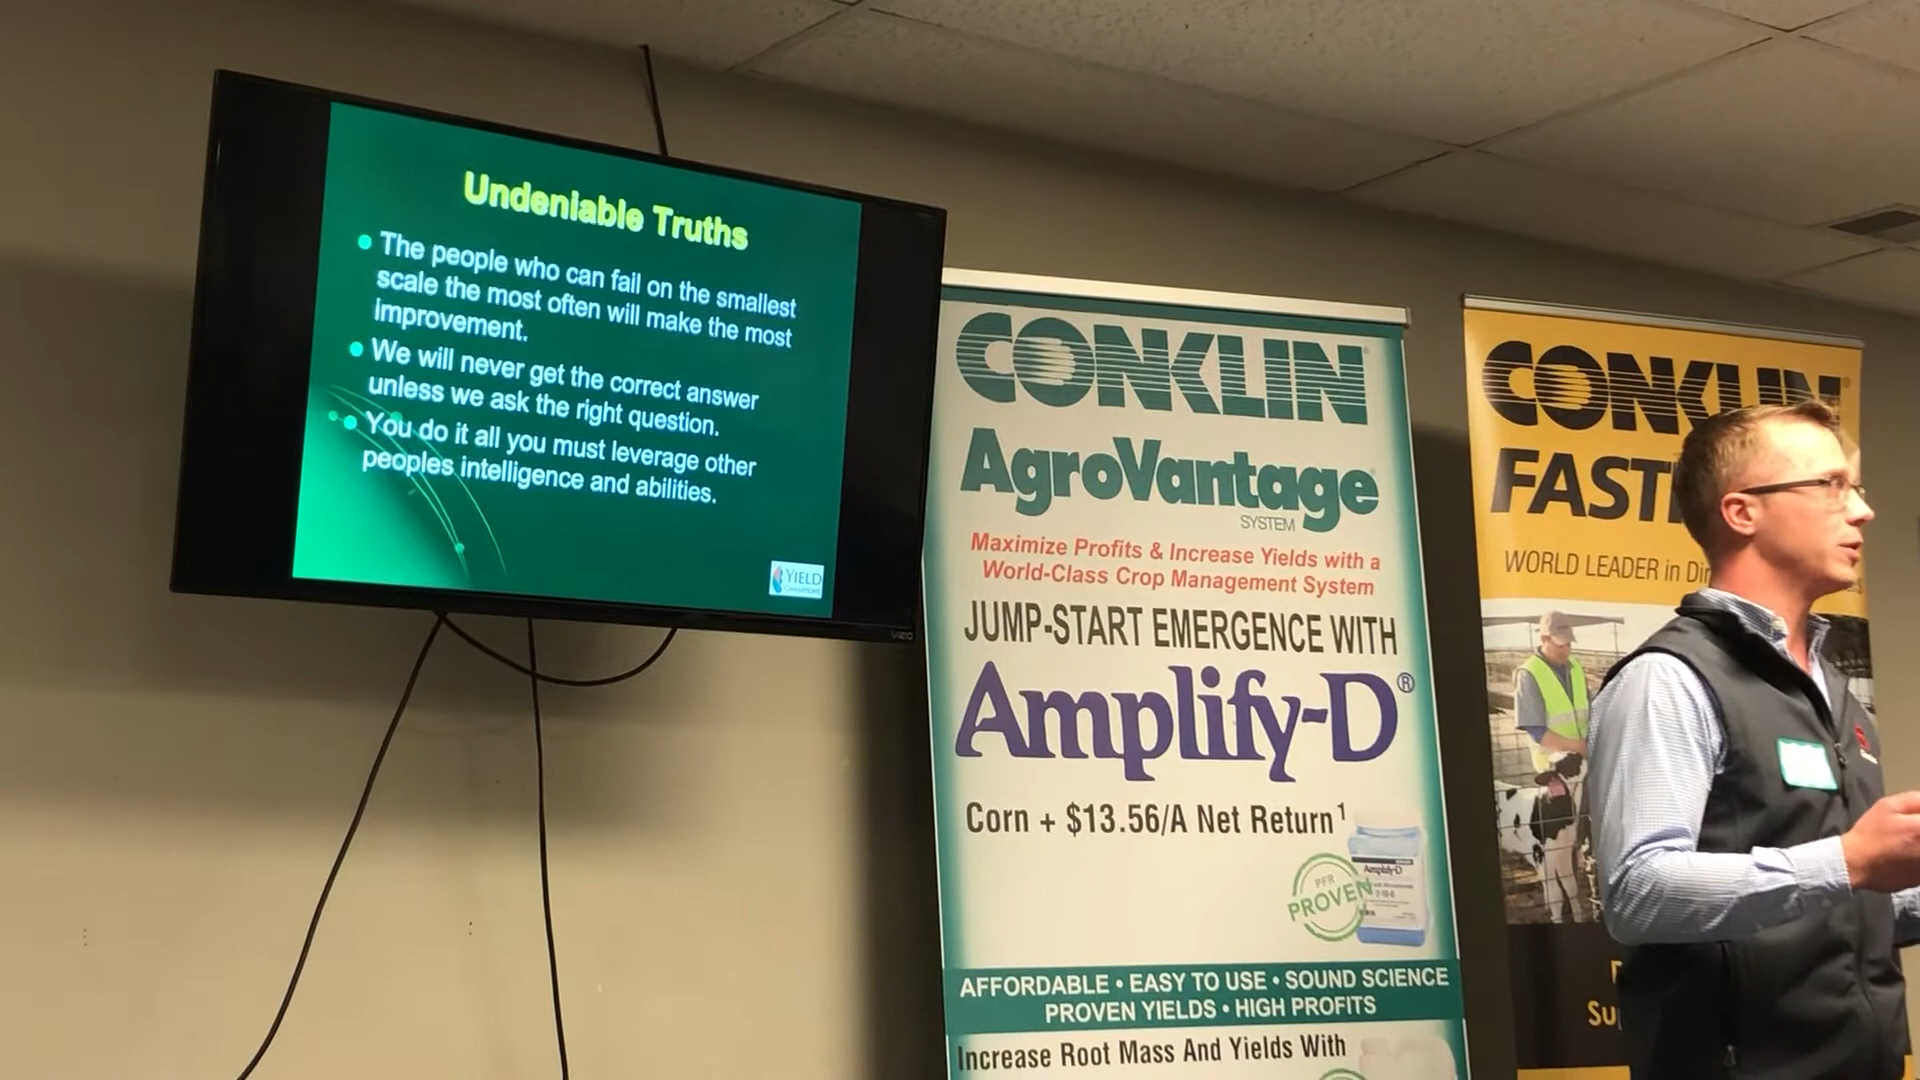 Undeniable Truths
The people who can fail on the smallest
scale the most often will make the most
improvement.
We will never get the correct answer
unless we ask the right question.
You do it all you must leverage other
peoples intelligence and abilities.
YIELD
VIZIO
CONKLIN®
AgroVantage®
SYSTEM
Maximize Profits & Increase Yields with a
World-Class Crop Management System
JUMP-START EMERGENCE WITH
Amplify-D®
Corn + $13.56/A Net Return¹
PFR
PROVEN
Amplify-D
AFFORDABLE • EASY TO USE • SOUND SCIENCE
PROVEN YIELDS • HIGH PROFITS
Increase Root Mass And Yields With
CONKLIN®
FAST
WORLD LEADER in